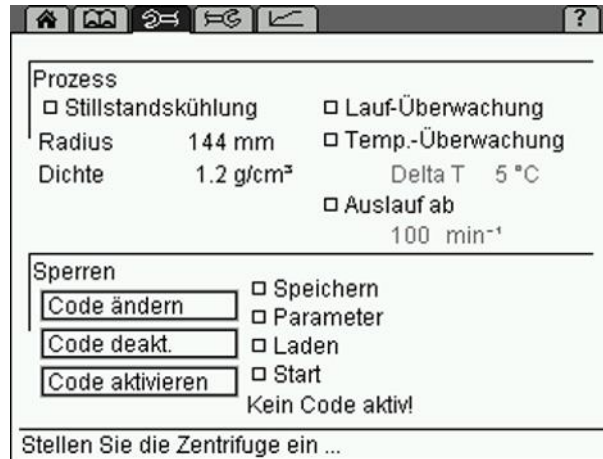 ?
Prozess
Stillstandskühlung
Lauf-Überwachung
Radius 144 mm
Temp.-Überwachung
Dichte 1.2 g/cm³
Delta T 5 °C
Auslauf ab
100 min⁻¹
Sperren
Code ändern
Code deakt.
Code aktivieren
Speichern
Parameter
Laden
Start
Kein Code aktiv!
Stellen Sie die Zentrifuge ein ...